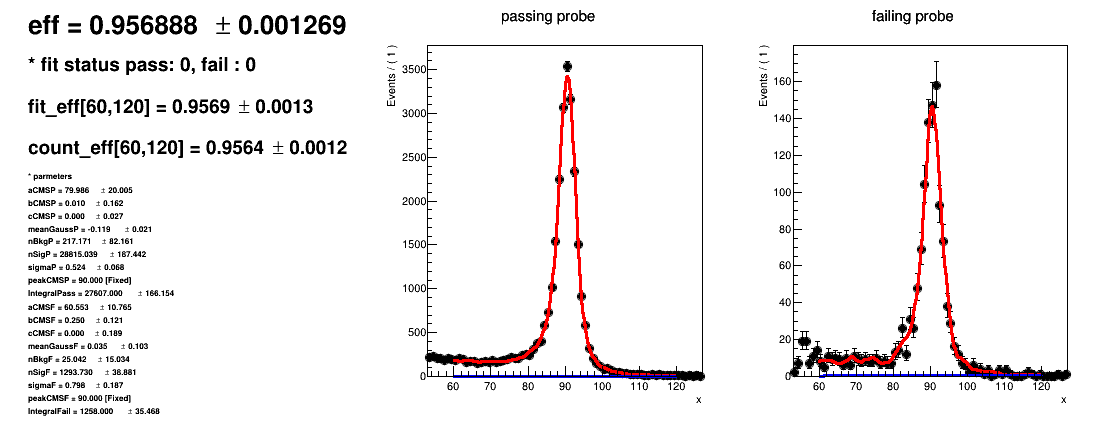 eff = 0.956888 ± 0.001269
* fit status pass: 0, fail : 0
fit_eff[60,120] = 0.9569 ± 0.0013
count_eff[60,120] = 0.9564 ± 0.0012
* parmeters
aCMSP = 79.986 ± 20.005
bCMSP = 0.010 ± 0.162
cCMSP = 0.000 ± 0.027
meanGaussP = -0.119 ± 0.021
nBkgP = 217.171 ± 82.161
nSigP = 28815.039 ± 187.442
sigmaP = 0.524 ± 0.068
peakCMSP = 90.000 [Fixed]
IntegralPass = 27607.000 ± 166.154
aCMSF = 60.553 ± 10.765
bCMSF = 0.250 ± 0.121
cCMSF = 0.000 ± 0.189
meanGaussF = 0.035 ± 0.103
nBkgF = 25.042 ± 15.034
nSigF = 1293.730 ± 38.881
sigmaF = 0.798 ± 0.187
peakCMSF = 90.000 [Fixed]
IntegralFail = 1258.000 ± 35.468
passing probe
Events / ( 1 )
3500
3000
2500
2000
1500
1000
500
0
60 70 80 90 100 110 120
x
failing probe
Events / ( 1 )
160
140
120
100
80
60
40
20
0
60 70 80 90 100 110 120
x